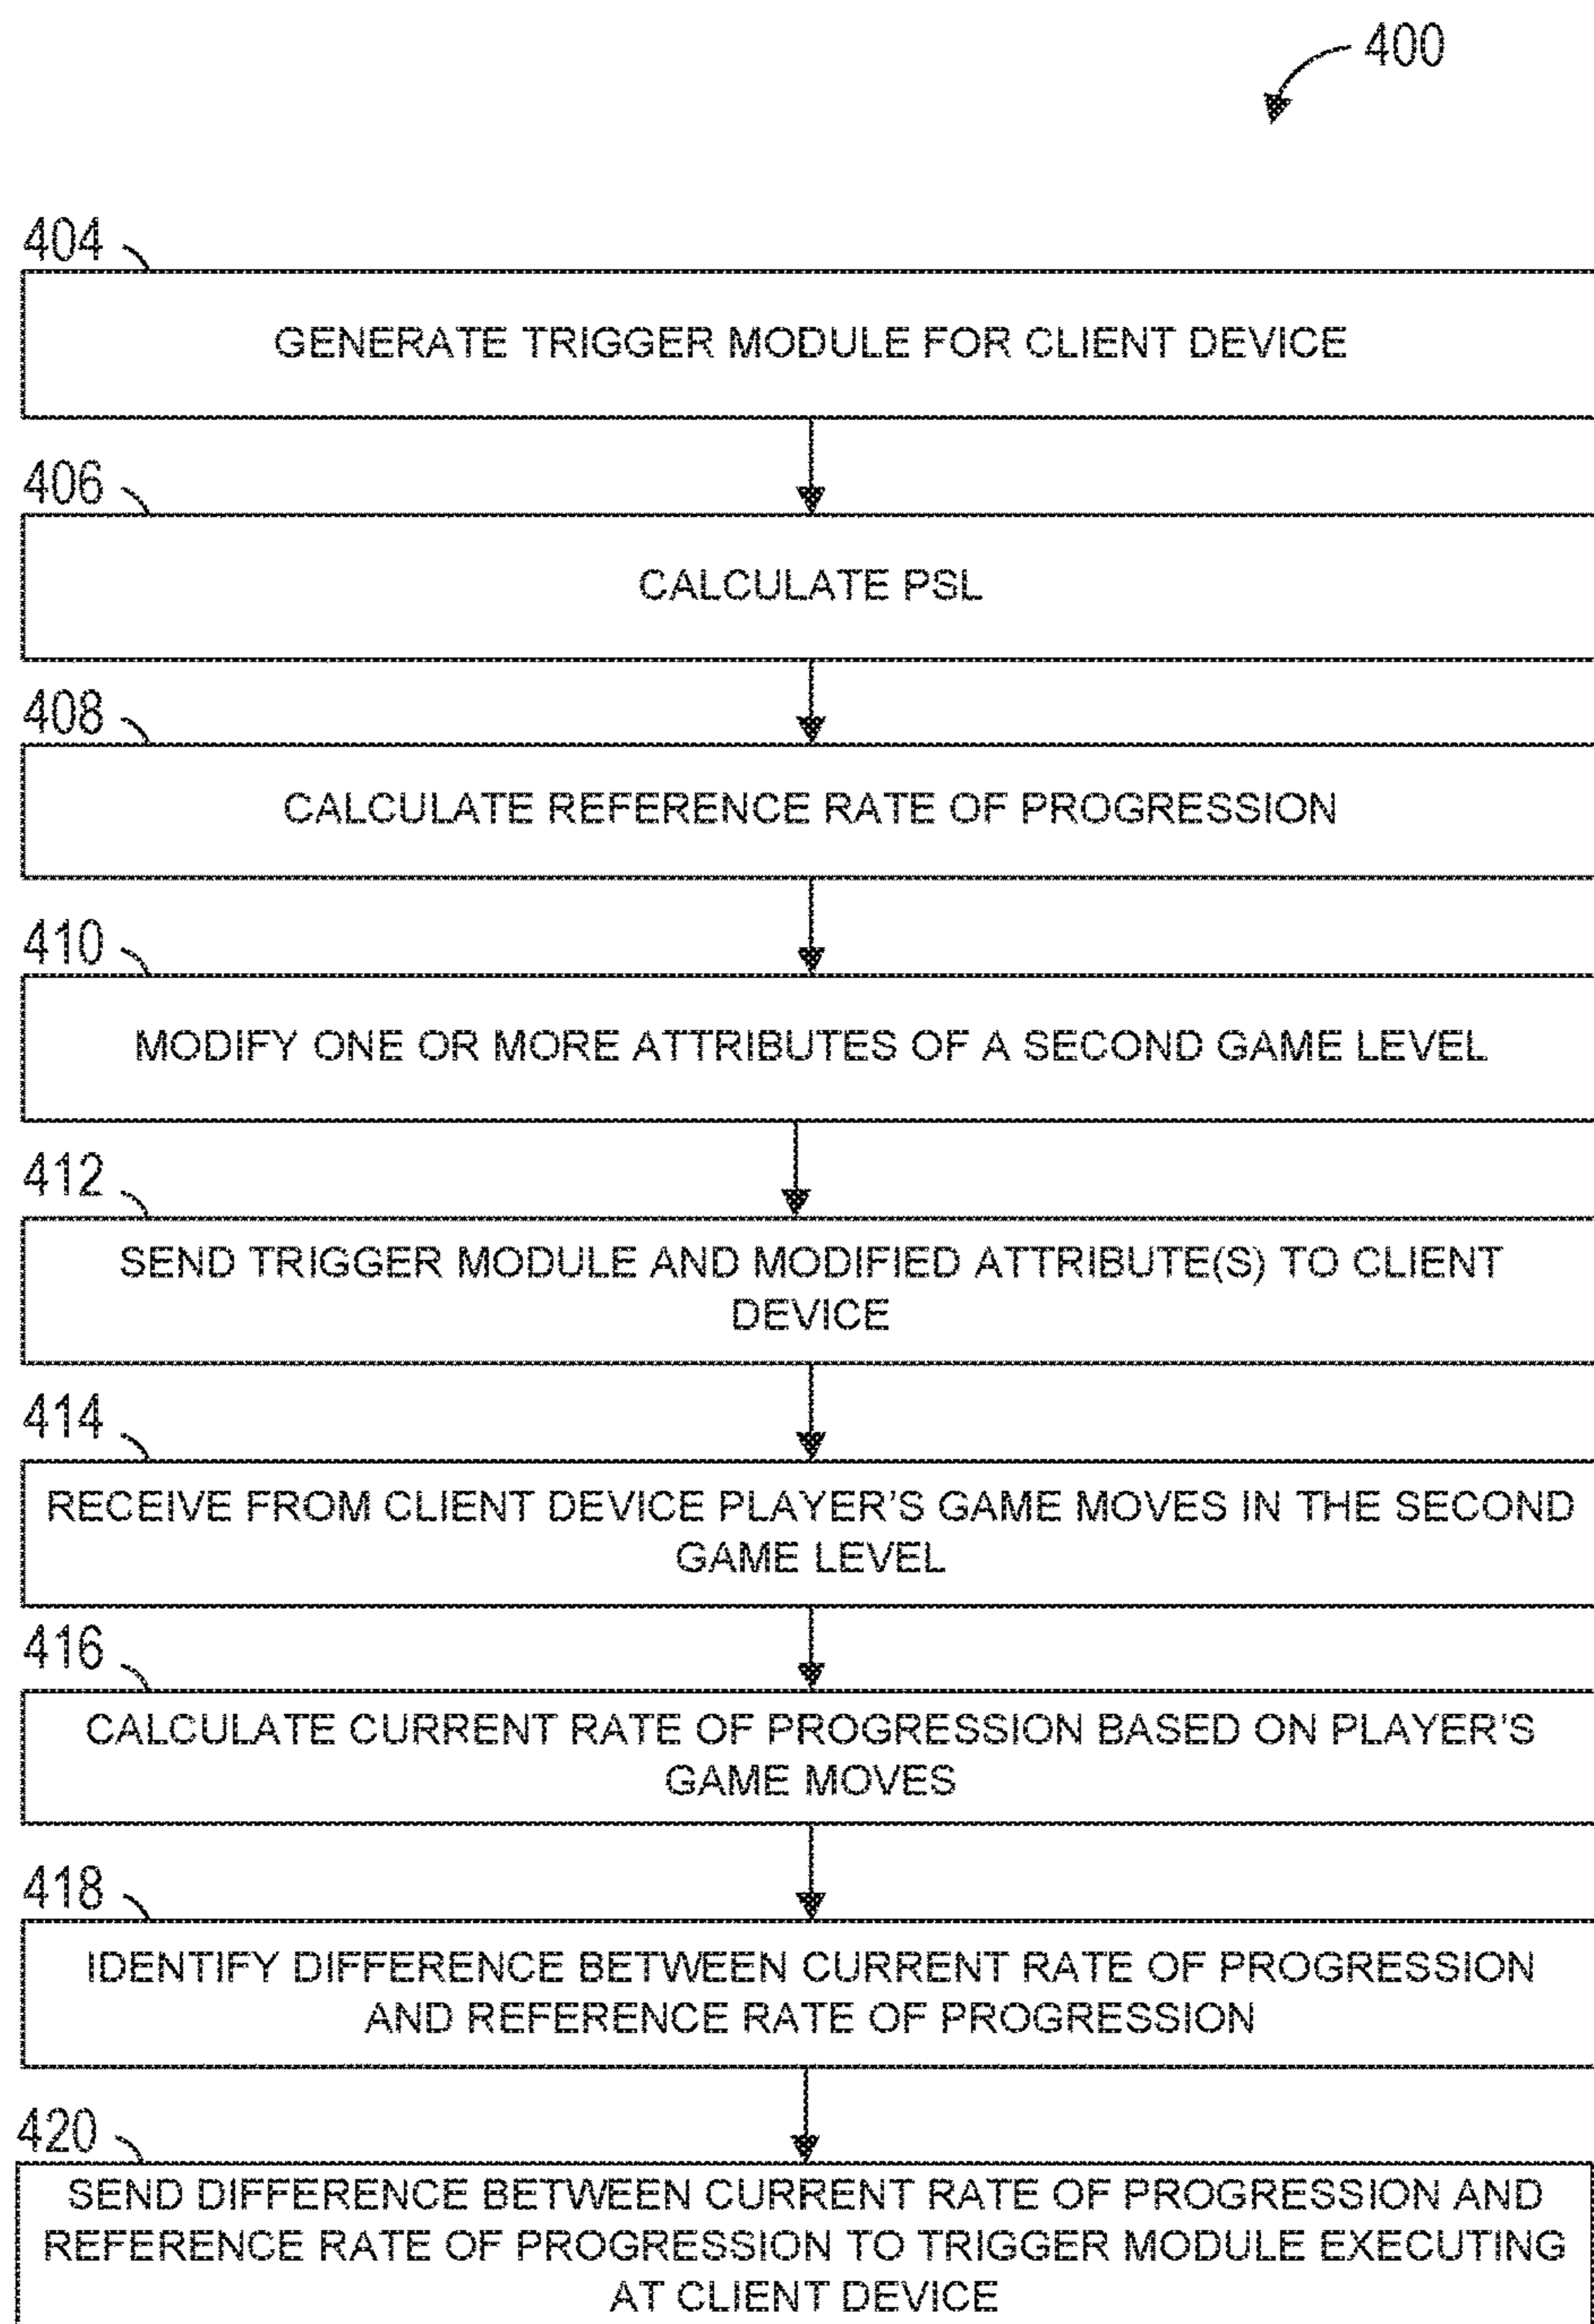 400
404
GENERATE TRIGGER MODULE FOR CLIENT DEVICE
406
CALCULATE PSL
408
CALCULATE REFERENCE RATE OF PROGRESSION
410
MODIFY ONE OR MORE ATTRIBUTES OF A SECOND GAME LEVEL
412
SEND TRIGGER MODULE AND MODIFIED ATTRIBUTE(S) TO CLIENT
DEVICE
414
RECEIVE FROM CLIENT DEVICE PLAYER'S GAME MOVES IN THE SECOND
GAME LEVEL
416
CALCULATE CURRENT RATE OF PROGRESSION BASED ON PLAYER'S
GAME MOVES
418
IDENTIFY DIFFERENCE BETWEEN CURRENT RATE OF PROGRESSION
AND REFERENCE RATE OF PROGRESSION
420
SEND DIFFERENCE BETWEEN CURRENT RATE OF PROGRESSION AND
REFERENCE RATE OF PROGRESSION TO TRIGGER MODULE EXECUTING
AT CLIENT DEVICE